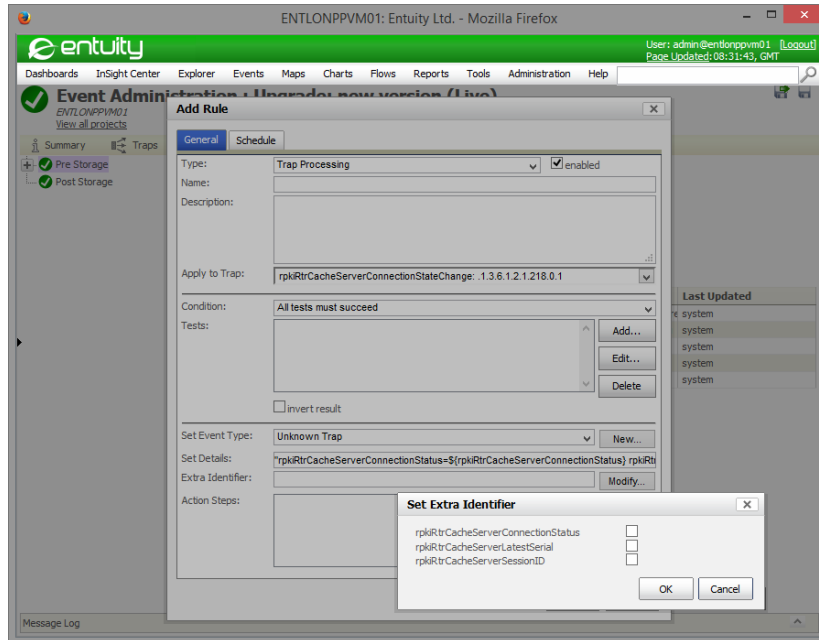 ENTLONPPVM01: Entuity Ltd. - Mozilla Firefox
entuity
User: admin@entlonppvm01 [Logout]
Page Updated: 08:31:43, GMT
Dashboards InSight Center Explorer Events Maps Charts Flows Reports Tools Administration Help
Event Administration : Upgrade: new version (Live)
ENTLONPPVM01
View all projects
Summary Traps
Pre Storage
Post Storage
Add Rule
General Schedule
Type: Trap Processing enabled
Name:
Description:
Apply to Trap: rpkiRtrCacheServerConnectionStateChange: .1.3.6.1.2.1.218.0.1
Condition: All tests must succeed
Tests:
Add...
Edit...
Delete
invert result
Set Event Type: Unknown Trap New...
Set Details: "rpkiRtrCacheServerConnectionStatus=${rpkiRtrCacheServerConnectionStatus} rpkiRt
Extra Identifier: Modify...
Action Steps:
Last Updated
system
system
system
system
system
Set Extra Identifier
rpkiRtrCacheServerConnectionStatus
rpkiRtrCacheServerLatestSerial
rpkiRtrCacheServerSessionID
OK Cancel
Message Log